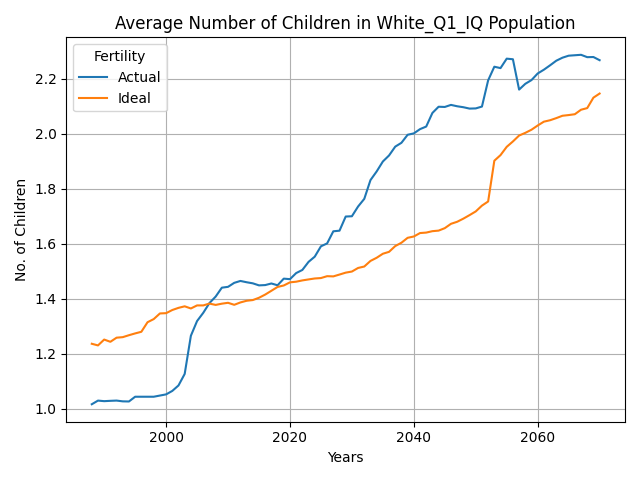 Average Number of Children in White_Q1_IQ Population
Fertility
Actual
Ideal
No. of Children
2.2
2.0
1.8
1.6
1.4
1.2
1.0
2000
2020
2040
2060
Years